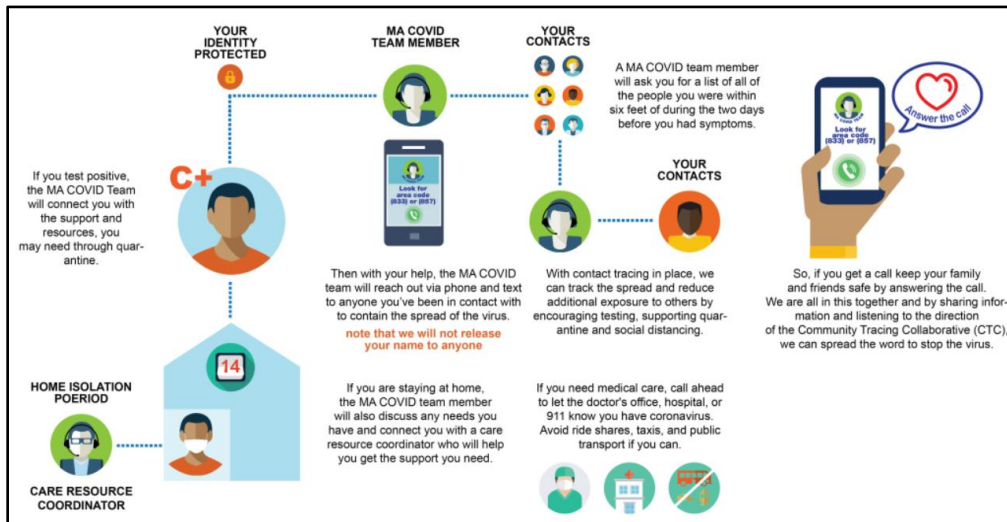 YOUR
IDENTITY
PROTECTED
MA COVID
TEAM MEMBER
YOUR
CONTACTS
A MA COVID team member
will ask you for a list of all of
the people you were within
six feet of during the two days
before you had symptoms.
Answer the call
MA COVID TEAM
Look for
area code
(833) or (857)
C+
If you test positive,
the MA COVID Team
will connect you with
the support and
resources, you
may need through quar-
antine.
Look for
area code
(833) or (857)
YOUR
CONTACTS
Then with your help, the MA COVID
team will reach out via phone and text
to anyone you've been in contact with
to contain the spread of the virus.
note that we will not release
your name to anyone
With contact tracing in place, we
can track the spread and reduce
additional exposure to others by
encouraging testing, supporting quar-
antine and social distancing.
So, if you get a call keep your family
and friends safe by answering the call.
We are all in this together and by sharing infor-
mation and listening to the direction
of the Community Tracing Collaborative (CTC),
we can spread the word to stop the virus.
14
HOME ISOLATION
POERIOD
CARE RESOURCE
COORDINATOR
If you are staying at home,
the MA COVID team member
will also discuss any needs you
have and connect you with a care
resource coordinator who will help
you get the support you need.
If you need medical care, call ahead
to let the doctor's office, hospital, or
911 know you have coronavirus.
Avoid ride shares, taxis, and public
transport if you can.